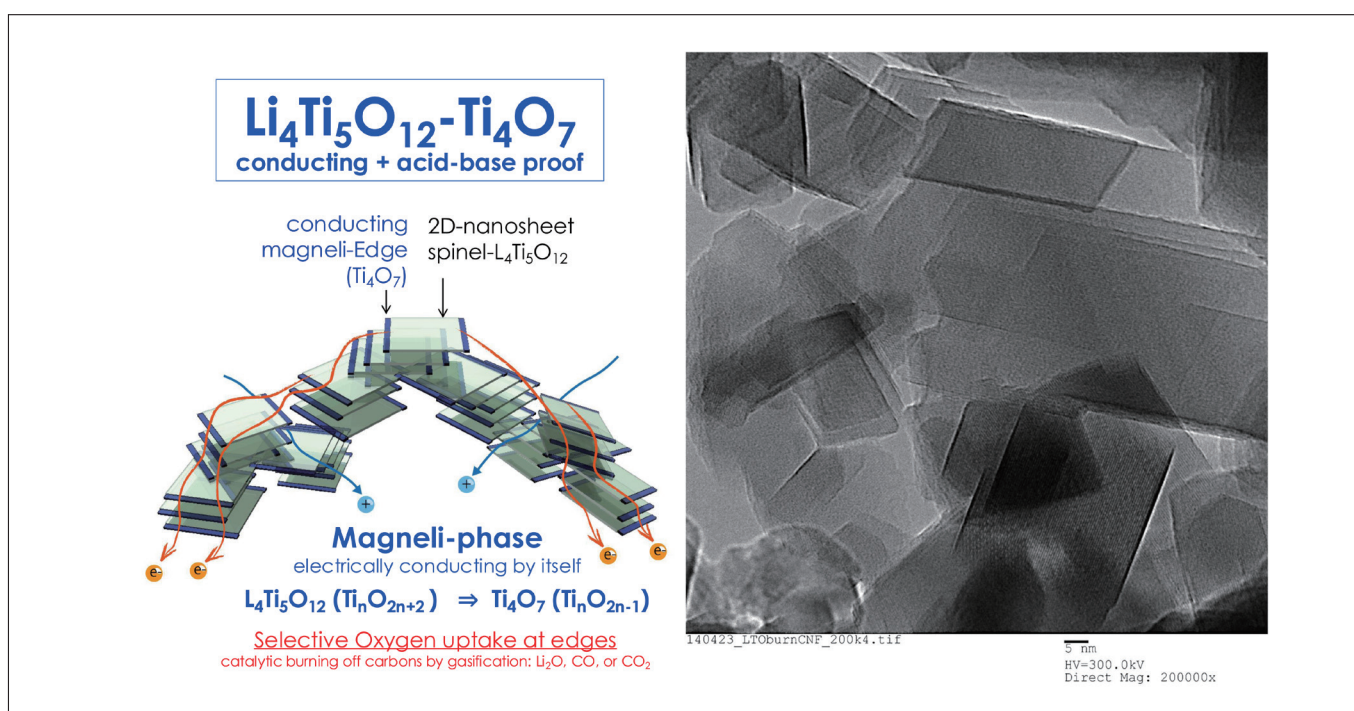 Li₄Ti₅O₁₂-Ti₄O₇
conducting + acid-base proof
conducting
magneli-Edge
(Ti₄O₇)
2D-nanosheet
spinel-L₄Ti₅O₁₂
+
+
e-
e-
e-
e-
Magneli-phase
electrically conducting by itself
L₄Ti₅O₁₂ (TiₙO₂ₙ₊₂) ⇒ Ti₄O₇ (TiₙO₂ₙ₋₁)
Selective Oxygen uptake at edges
catalytic burning off carbons by gasification: Li₂O, CO, or CO₂
140423_LTOburnCNF_200k4.tif
5 nm
HV=300.0kV
Direct Mag: 200000x